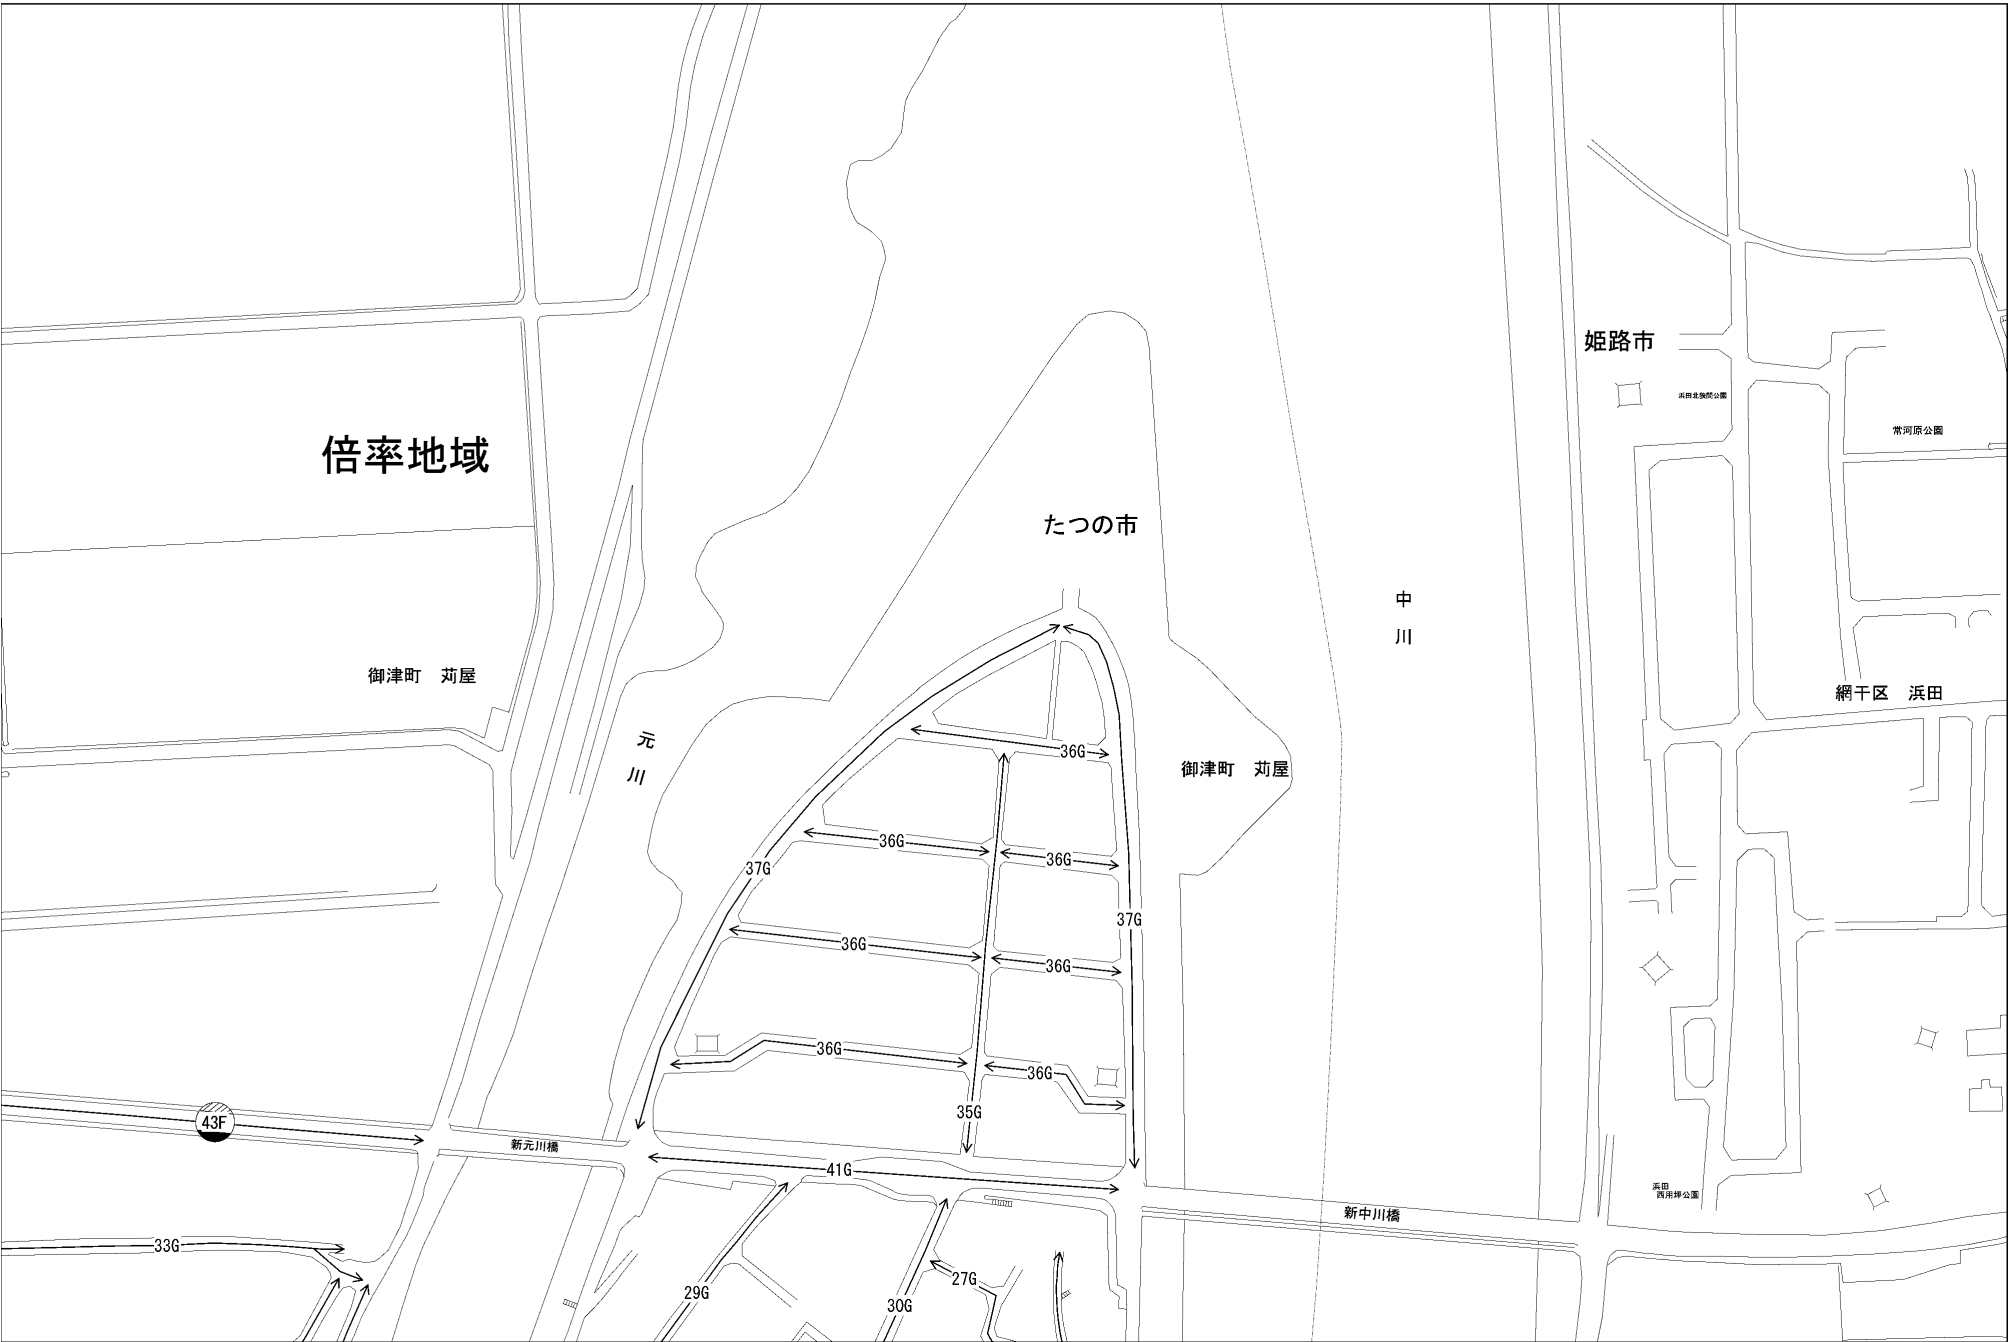 姫路市
浜田北狭間公園
常河原公園
倍率地域
たつの市
中川
御津町　苅屋
網干区　浜田
元川
36G
御津町　苅屋
36G
36G
37G
37G
36G
36G
36G
36G
35G
43F
新元川橋
41G
浜田
西用坪公園
新中川橋
33G
27G
29G
30G